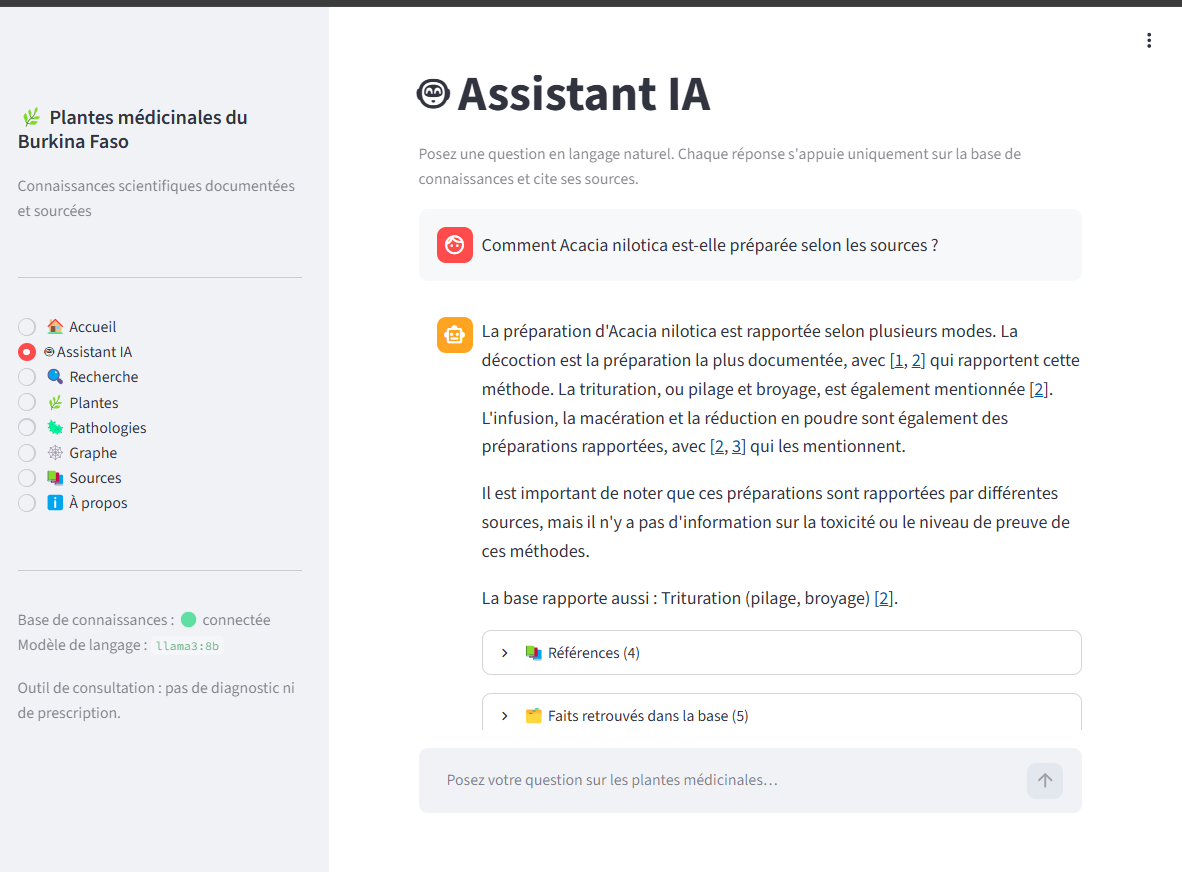 🌿 Plantes médicinales du
Burkina Faso
Connaissances scientifiques documentées
et sourcées
🏠 Accueil
Assistant IA
🔍 Recherche
🌿 Plantes
🦠 Pathologies
🕸️ Graphe
📚 Sources
ℹ️ À propos
Base de connaissances : 🟢 connectée
Modèle de langage : llama3:8b
Outil de consultation : pas de diagnostic ni
de prescription.
Assistant IA
Posez une question en langage naturel. Chaque réponse s'appuie uniquement sur la base de
connaissances et cite ses sources.
Comment Acacia nilotica est-elle préparée selon les sources ?
La préparation d'Acacia nilotica est rapportée selon plusieurs modes. La
décoction est la préparation la plus documentée, avec [1, 2] qui rapportent cette
méthode. La trituration, ou pilage et broyage, est également mentionnée [2].
L'infusion, la macération et la réduction en poudre sont également des
préparations rapportées, avec [2, 3] qui les mentionnent.
Il est important de noter que ces préparations sont rapportées par différentes
sources, mais il n'y a pas d'information sur la toxicité ou le niveau de preuve de
ces méthodes.
La base rapporte aussi : Trituration (pilage, broyage) [2].
📚 Références (4)
🗂️ Faits retrouvés dans la base (5)
Posez votre question sur les plantes médicinales…